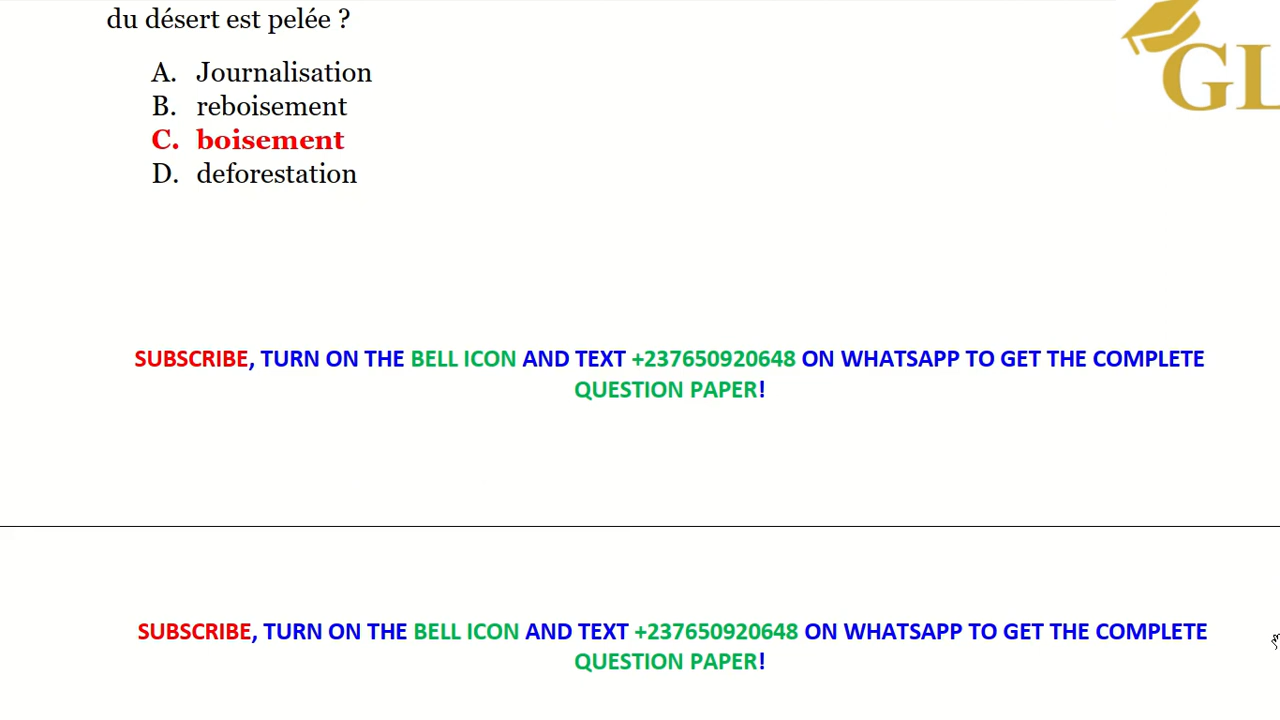 du désert est pelée ?
A. Journalisation
B. reboisement
C. boisement
D. deforestation
GL
SUBSCRIBE, TURN ON THE BELL ICON AND TEXT +237650920648 ON WHATSAPP TO GET THE COMPLETE
QUESTION PAPER!
SUBSCRIBE, TURN ON THE BELL ICON AND TEXT +237650920648 ON WHATSAPP TO GET THE COMPLETE
QUESTION PAPER!